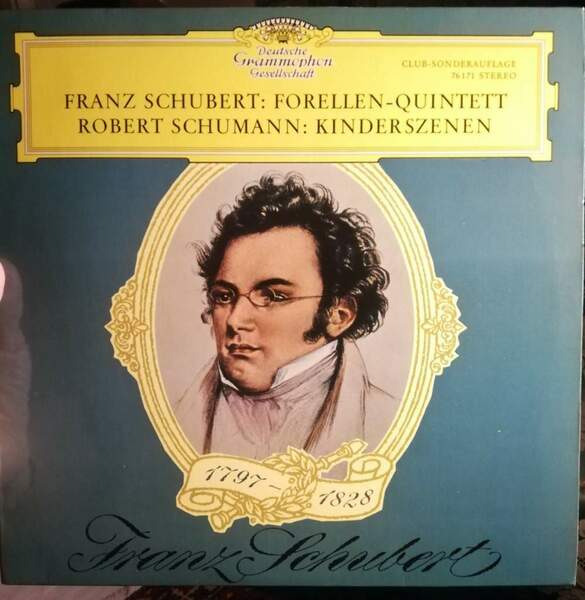 Deutsche
Grammophon
Gesellschaft
CLUB-SONDERAUFLAGE
76171 STEREO
FRANZ SCHUBERT: FORELLEN-QUINTETT
ROBERT SCHUMANN: KINDERSZENEN
1797-
1828
Franz Schubert